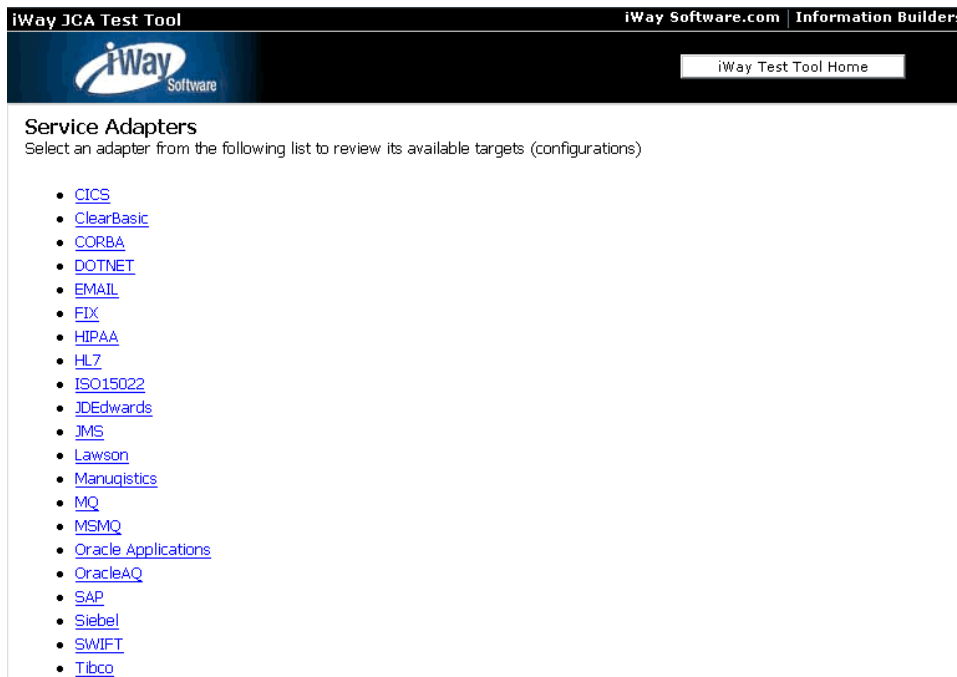 iWay JCA Test Tool
iWay Software.com | Information Builders
iWay
Software
iWay Test Tool Home
Service Adapters
Select an adapter from the following list to review its available targets (configurations)
• CICS
• ClearBasic
• CORBA
• DOTNET
• EMAIL
• FIX
• HIPAA
• HL7
• ISO15022
• JDEdwards
• JMS
• Lawson
• Manugistics
• MQ
• MSMQ
• Oracle Applications
• OracleAQ
• SAP
• Siebel
• SWIFT
• Tibco